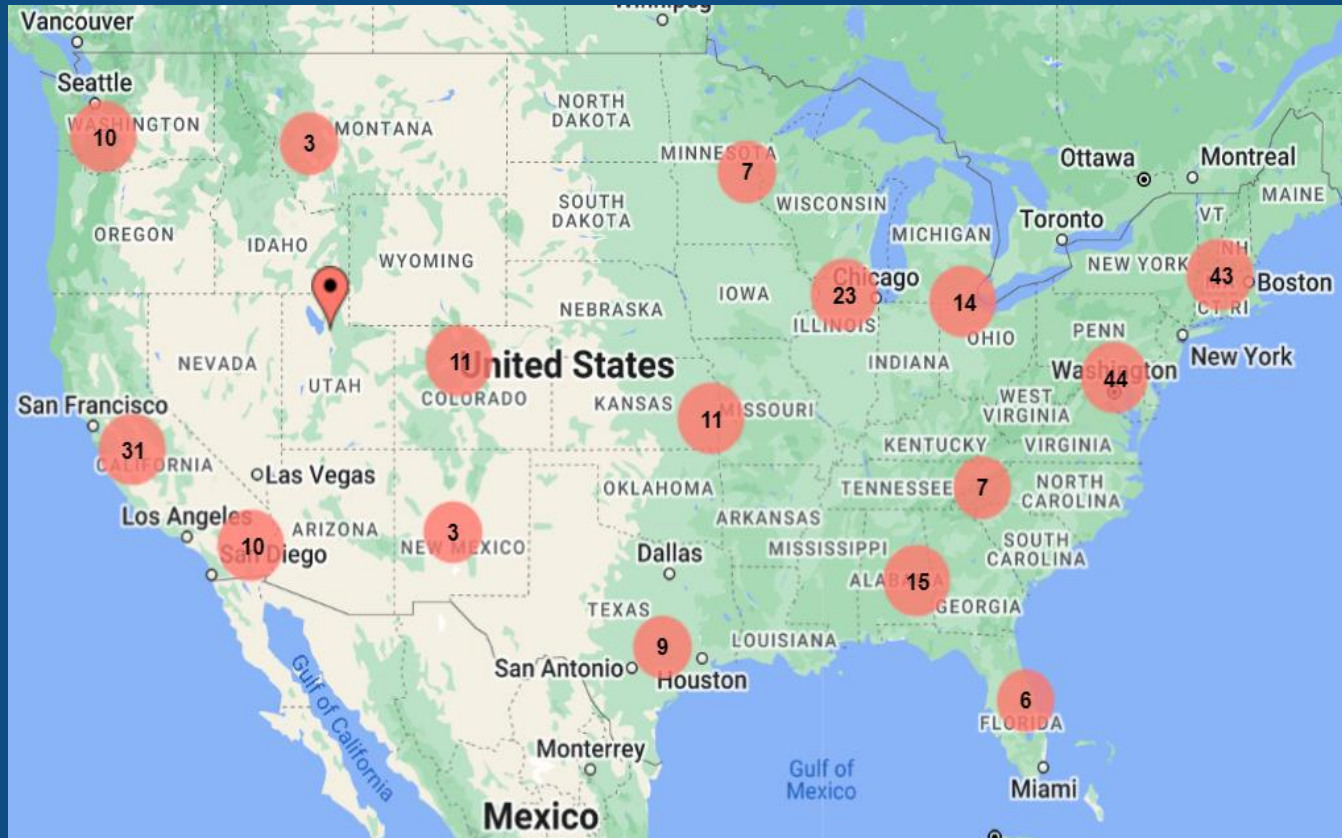 Winnipeg
Vancouver
Seattle
WASHINGTON
10
3
MONTANA
NORTH
DAKOTA
MINNESOTA
7
Ottawa
Montreal
MAINE
VT
NH
SOUTH
DAKOTA
WISCONSIN
MICHIGAN
Toronto
OREGON
IDAHO
WYOMING
NEW YORK
43
Boston
CT RI
Chicago
23
14
IOWA
ILLINOIS
NEBRASKA
OHIO
PENN
New York
NEVADA
UTAH
11
United States
COLORADO
INDIANA
Washington
44
WEST
VIRGINIA
KANSAS
11
MISSOURI
San Francisco
31
CALIFORNIA
KENTUCKY
VIRGINIA
Las Vegas
OKLAHOMA
TENNESSEE
7
NORTH
CAROLINA
Los Angeles
ARIZONA
10
San Diego
3
NEW MEXICO
ARKANSAS
MISSISSIPPI
SOUTH
CAROLINA
Dallas
ALABAMA
15
GEORGIA
TEXAS
9
LOUISIANA
San Antonio
Houston
Gulf of California
6
FLORIDA
Monterrey
Gulf of
Mexico
Miami
Mexico